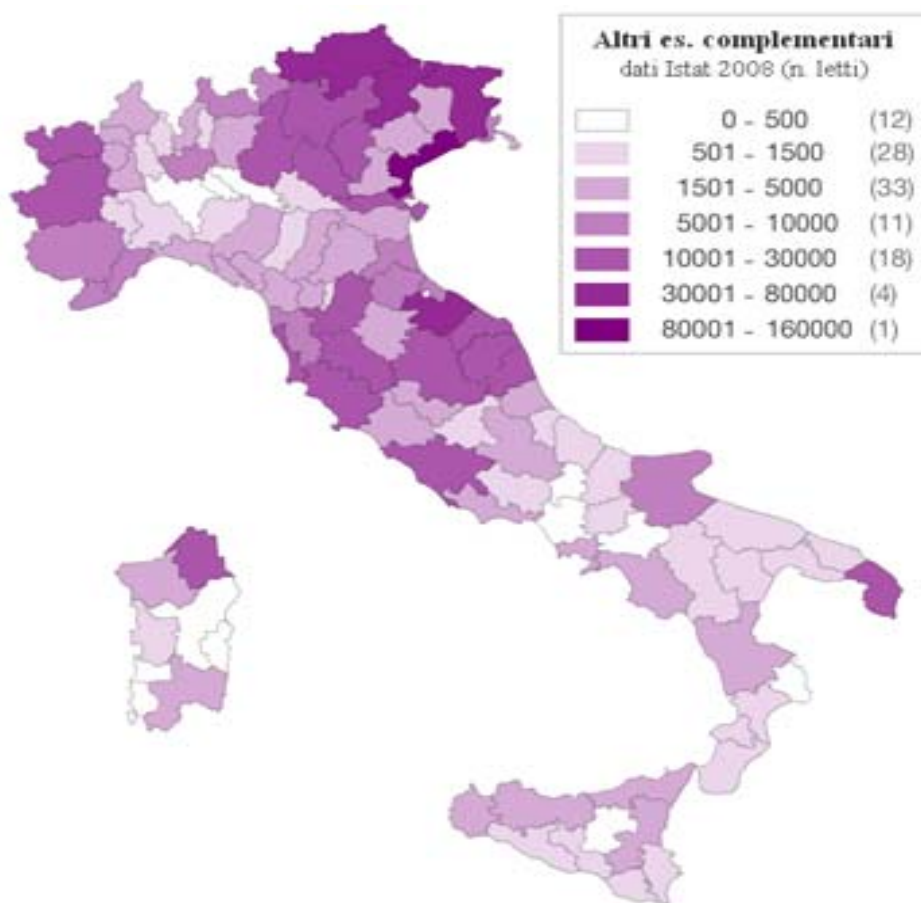 Altri es. complementari
dati Istat 2008 (n. letti)
0 - 500 (12)
501 - 1500 (28)
1501 - 5000 (33)
5001 - 10000 (11)
10001 - 30000 (18)
30001 - 80000 (4)
80001 - 160000 (1)